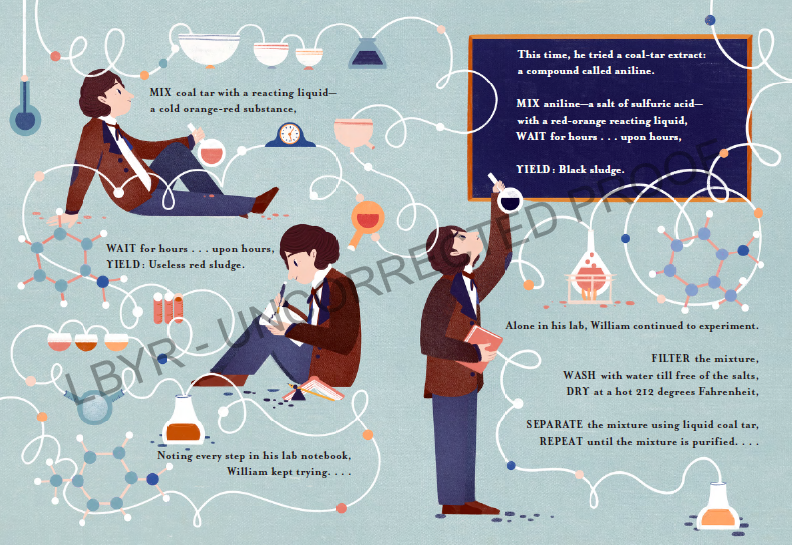 MIX coal tar with a reacting liquid—
a cold orange-red substance,
WAIT for hours . . . upon hours,
YIELD: Useless red sludge.
Noting every step in his lab notebook,
William kept trying. . . .
This time, he tried a coal-tar extract:
a compound called aniline.
MIX aniline—a salt of sulfuric acid—
with a red-orange reacting liquid,
WAIT for hours . . . upon hours,
YIELD: Black sludge.
Alone in his lab, William continued to experiment.
FILTER the mixture,
WASH with water till free of the salts,
DRY at a hot 212 degrees Fahrenheit,
SEPARATE the mixture using liquid coal tar,
REPEAT until the mixture is purified. . . .
LBYR - UNCORRECTED PROOF